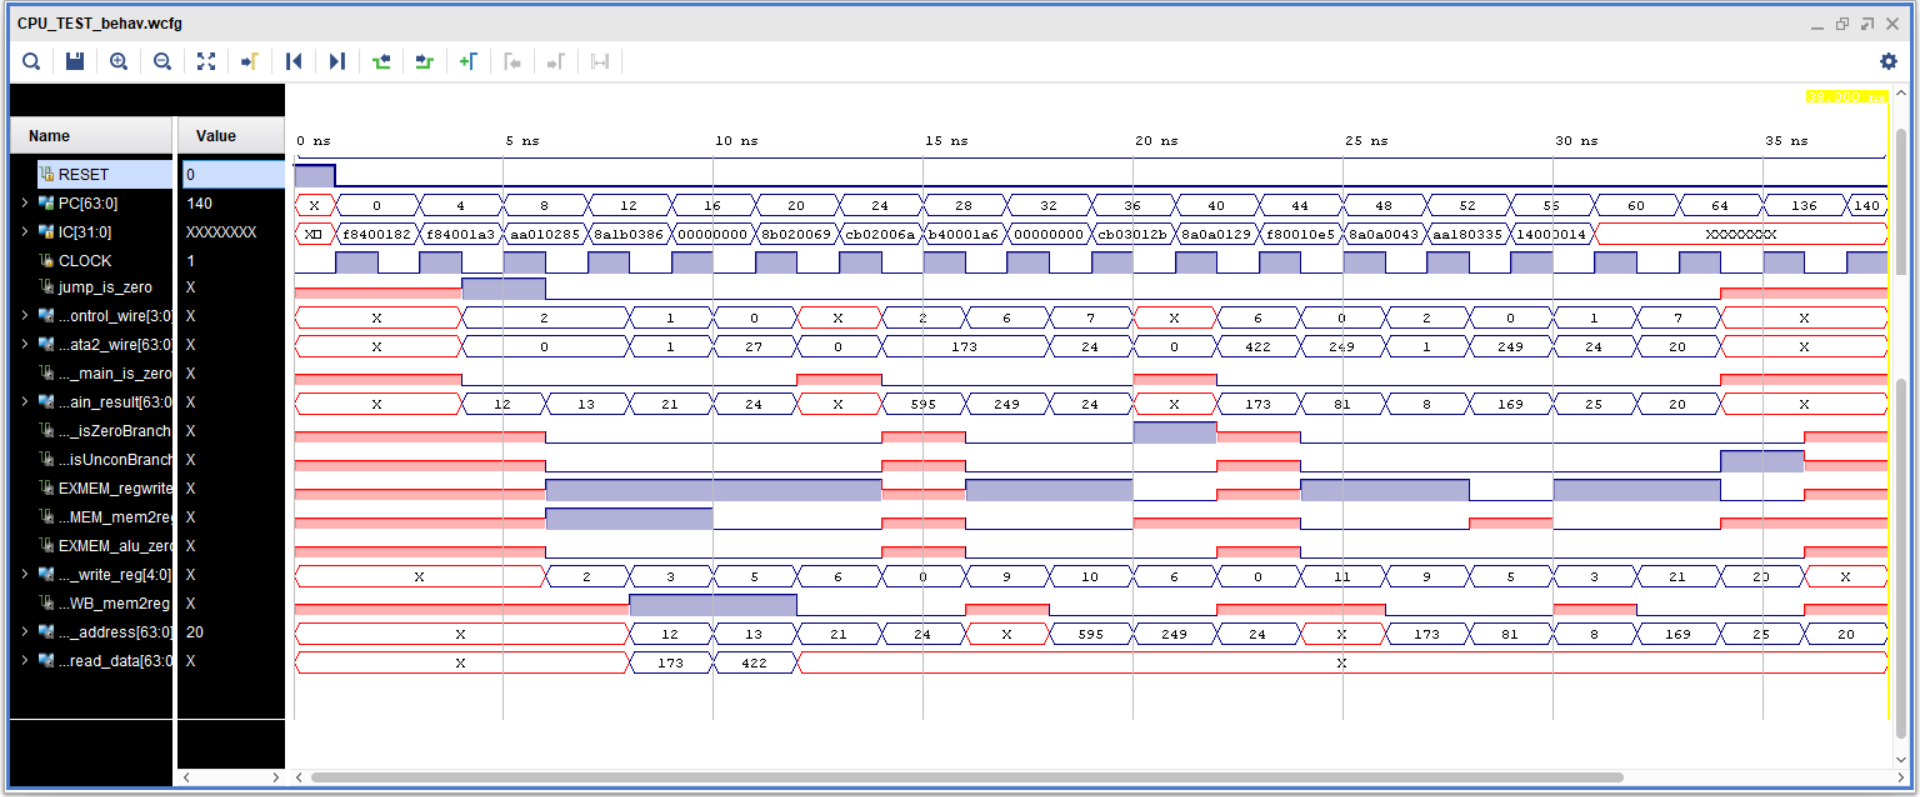 CPU_TEST_behav.wcfg
38.000 ns
Name Value
0 ns 5 ns 10 ns 15 ns 20 ns 25 ns 30 ns 35 ns
RESET 0
PC[63:0] 140 X 0 4 8 12 16 20 24 28 32 36 40 44 48 52 56 60 64 136 140
IC[31:0] XXXXXXXX X f8400182 f84001a3 aa010285 8a1b0386 00000000 8b020069 cb02006a b40001a6 00000000 cb03012b 8a0a0129 f80010e5 8a0a0043 aa180335 14000014 XXXXXXXX
CLOCK 1
jump_is_zero X
...ontrol_wire[3:0] X X 2 1 0 X 2 6 7 X 6 0 2 0 1 7 X
...ata2_wire[63:0] X X 0 1 27 0 173 24 0 422 249 1 249 24 20 X
..._main_is_zero X
...ain_result[63:0 X X 12 13 21 24 X 595 249 24 X 173 81 8 169 25 20 X
..._isZeroBranch X
...isUnconBranch X
EXMEM_regwrite X
...MEM_mem2reg X
EXMEM_alu_zero X
..._write_reg[4:0] X X 2 3 5 6 0 9 10 6 0 11 9 5 3 21 20 X
...WB_mem2reg X
..._address[63:0] 20 X 12 13 21 24 X 595 249 24 X 173 81 8 169 25 20
...read_data[63:0 X X 173 422 X